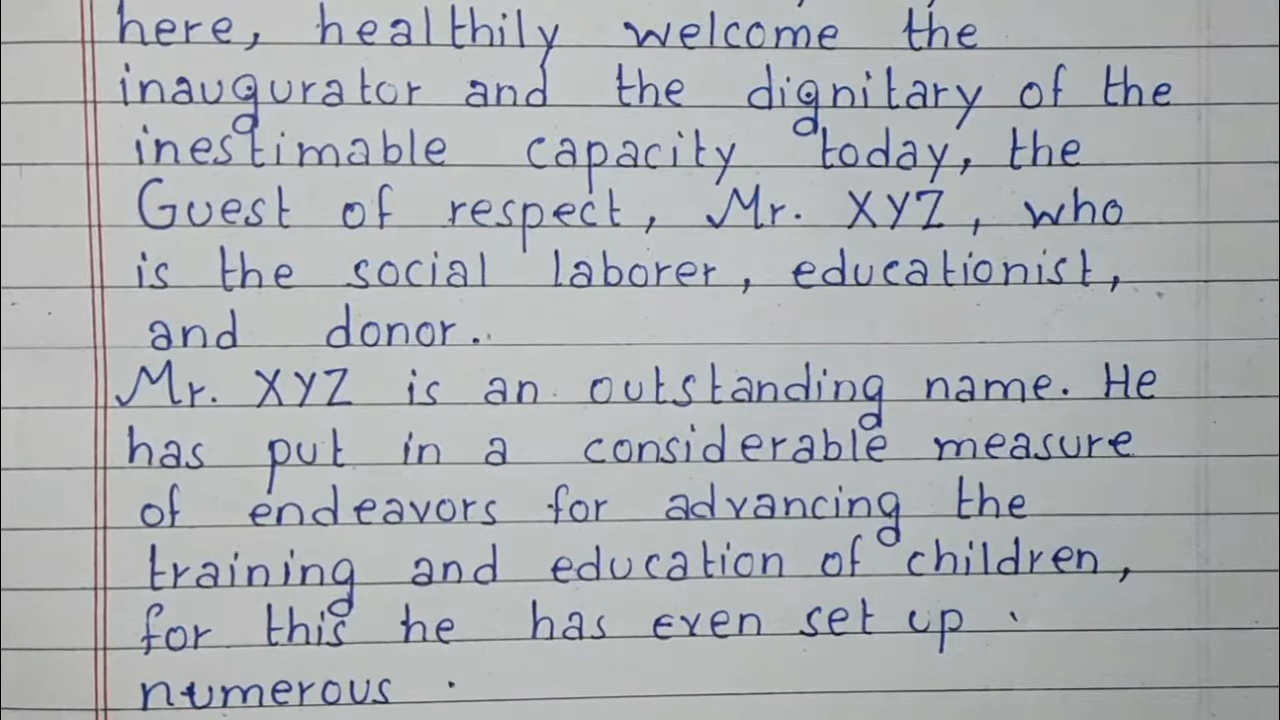 here, healthily welcome the
inaugurator and the dignitary of the
inestimable capacity today, the
Guest of respect, Mr. XYZ, who
is the social laborer, educationist,
and donor.
Mr. XYZ is an outstanding name. He
has put in a considerable measure
of endeavors for advancing the
training and education of children,
for this he has even set up
numerous